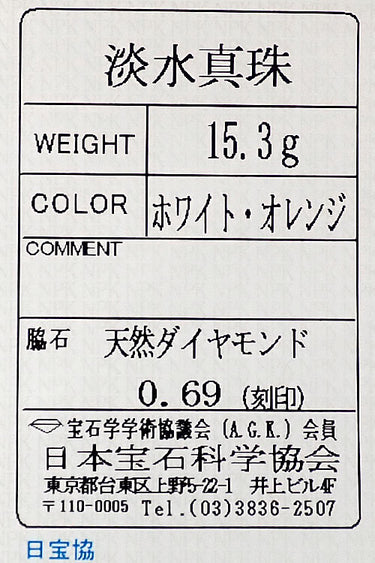 淡水真珠
WEIGHT 15.3g
COLOR ホワイト・オレンジ
COMMENT
脇石 天然ダイヤモンド
0.69 (刻印)
宝石学学術協議会 (A.G.K.) 会員
日本宝石科学協会
東京都台東区上野5-22-1 井上ビル4F
〒110-0005 Tel.(03)3836-2507
日宝協